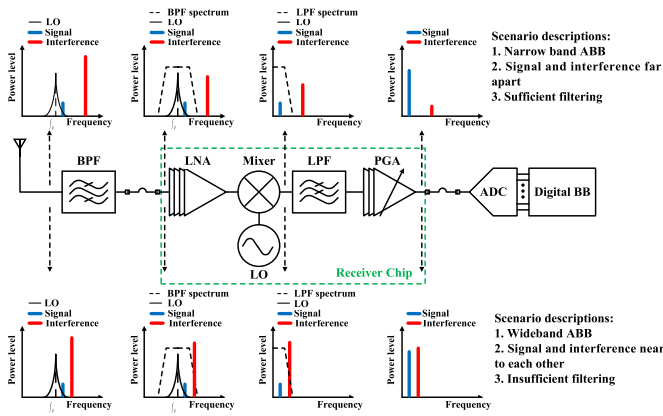 LO
Signal
Interference
Power level
Frequency
BPF spectrum
LO
Signal
Interference
Power level
Frequency
LPF spectrum
LO
Signal
Interference
Power level
Frequency
Signal
Interference
Power level
Frequency
Scenario descriptions:
1. Narrow band ABB
2. Signal and interference far
apart
3. Sufficient filtering
BPF
LNA
Mixer
LPF
PGA
LO
ADC
Digital BB
Receiver Chip
LO
Signal
Interference
Power level
Frequency
BPF spectrum
LO
Signal
Interference
Power level
Frequency
LPF spectrum
LO
Signal
Interference
Power level
Frequency
Signal
Interference
Power level
Frequency
Scenario descriptions:
1. Wideband ABB
2. Signal and interference near
to each other
3. Insufficient filtering